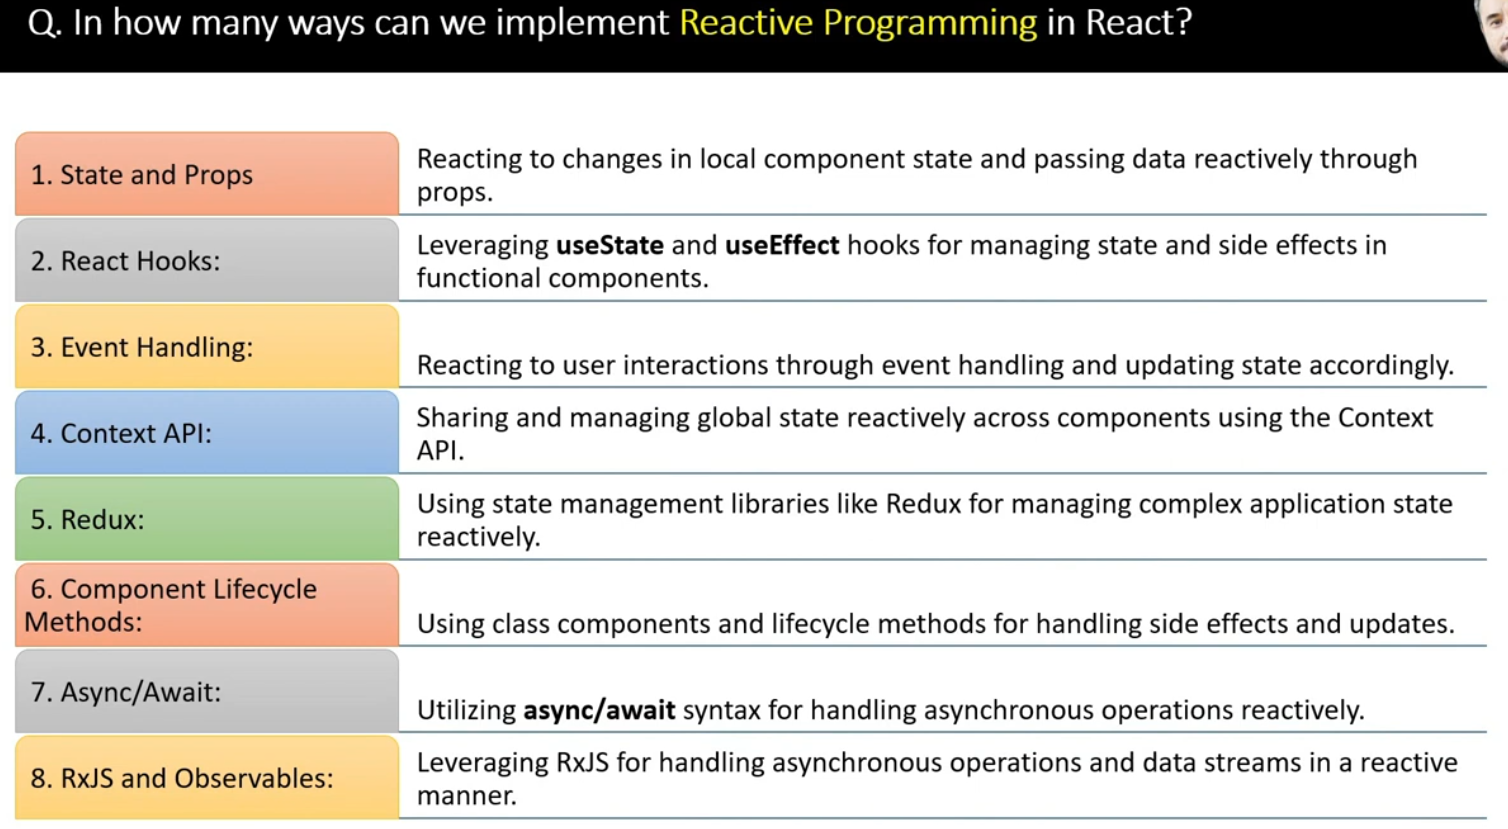 Q. In how many ways can we implement Reactive Programming in React?
1. State and Props
Reacting to changes in local component state and passing data reactively through
props.
2. React Hooks:
Leveraging useState and useEffect hooks for managing state and side effects in
functional components.
3. Event Handling:
Reacting to user interactions through event handling and updating state accordingly.
4. Context API:
Sharing and managing global state reactively across components using the Context
API.
5. Redux:
Using state management libraries like Redux for managing complex application state
reactively.
6. Component Lifecycle
Methods:
Using class components and lifecycle methods for handling side effects and updates.
7. Async/Await:
Utilizing async/await syntax for handling asynchronous operations reactively.
8. RxJS and Observables:
Leveraging RxJS for handling asynchronous operations and data streams in a reactive
manner.